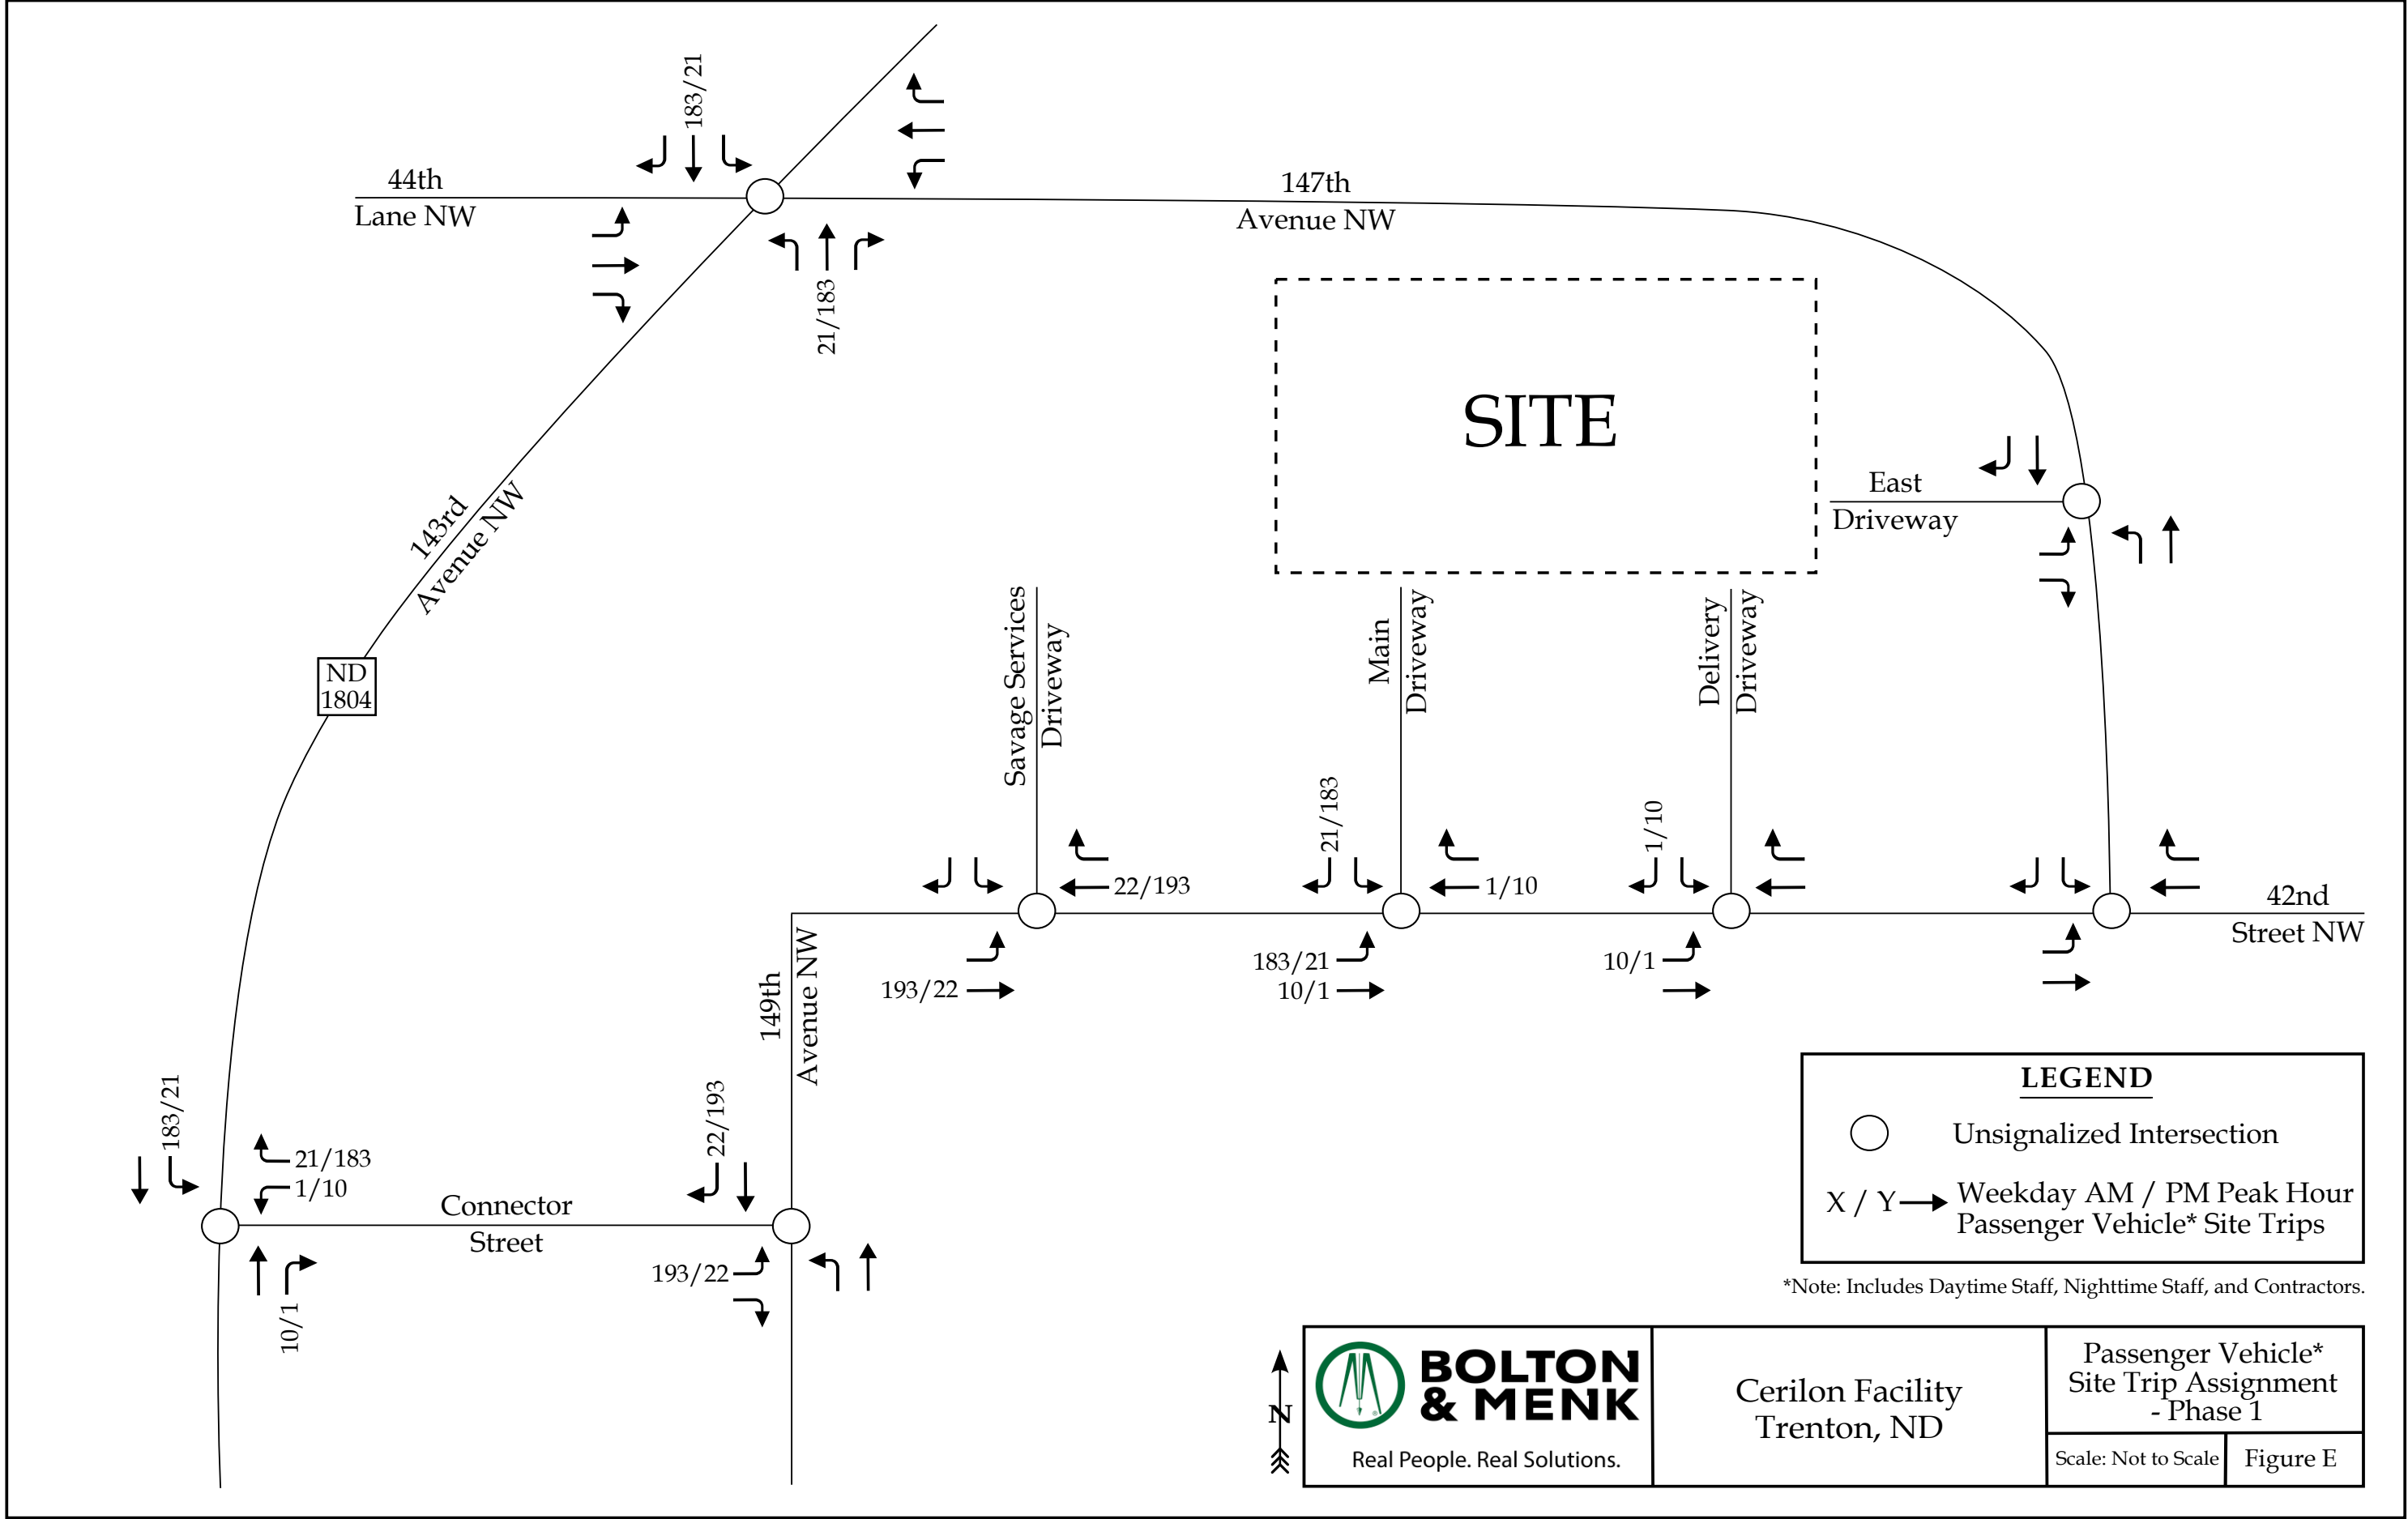 183/21
44th
Lane NW
147th
Avenue NW
21/183
SITE
143rd
Avenue NW
East
Driveway
ND
1804
Savage Services
Driveway
Main
Driveway
Delivery
Driveway
21/183
1/10
22/193
1/10
42nd
Street NW
193/22
183/21
10/1
10/1
149th
Avenue NW
183/21
21/183
1/10
22/193
Connector
Street
193/22
10/1
LEGEND
Unsignalized Intersection
X / Y
Weekday AM / PM Peak Hour
Passenger Vehicle* Site Trips
*Note: Includes Daytime Staff, Nighttime Staff, and Contractors.
N
BOLTON
& MENK
®
Real People. Real Solutions.
Cerilon Facility
Trenton, ND
Passenger Vehicle*
Site Trip Assignment
- Phase 1
Scale: Not to Scale
Figure E